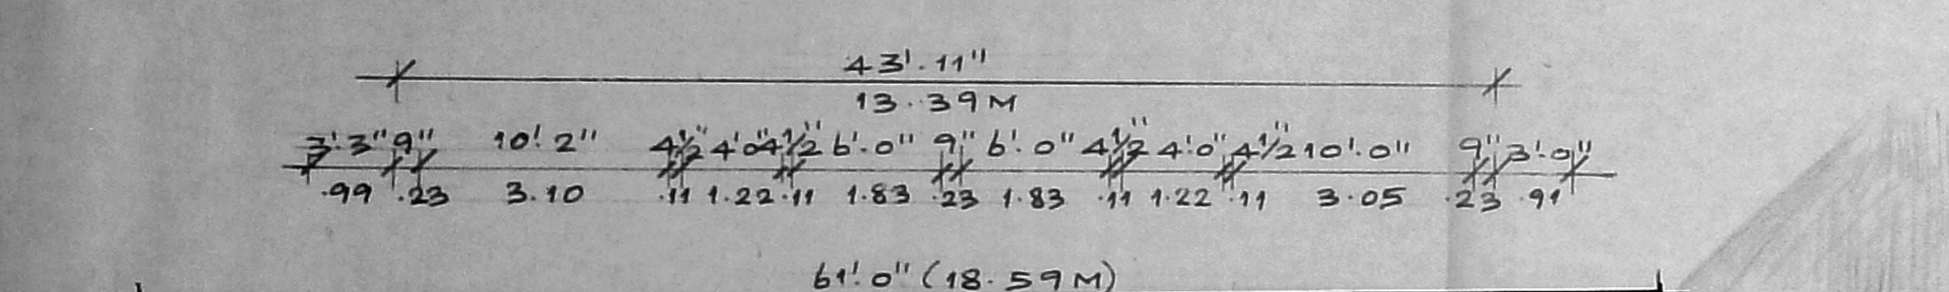 43'.11"
13.39M
3'.3" 9" 10'.2" 4½" 4'.0" 4½" 6'.0" 9" 6'.0" 4½" 4'.0" 4½" 10'.0" 9" 3'.0"
.99 .23 3.10 .11 1.22 .11 1.83 .23 1.83 .11 1.22 .11 3.05 .23 .91
61'.0" (18.59M)